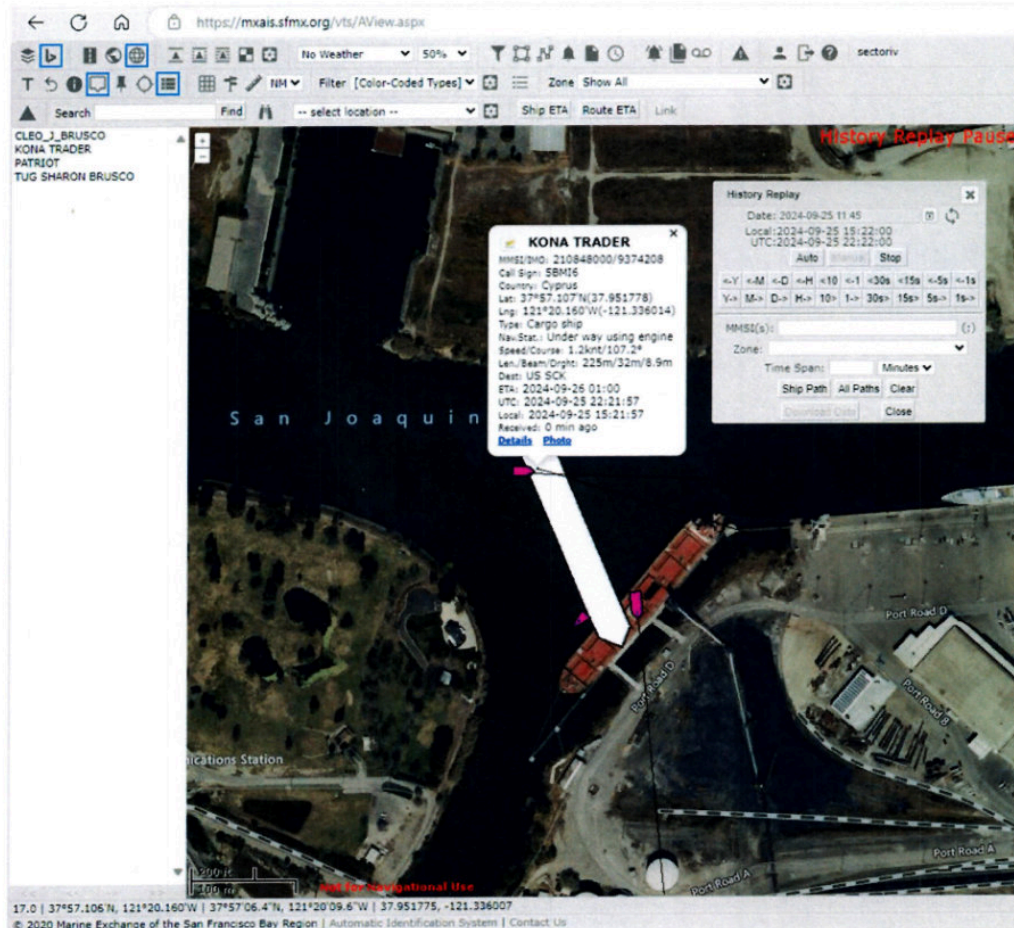 https://mxais.sfmx.org/vts/AView.aspx
No Weather 50% sectoriv
NM Filter [Color-Coded Types] Zone Show All
Search Find -- select location -- Ship ETA Route ETA Link
CLEO_J_BRUSCO
KONA TRADER
PATRIOT
TUG SHARON BRUSCO
+
−
History Replay Pause
KONA TRADER
MMSI/IMO: 210848000/9374208
Call Sign: 5BMI6
Country: Cyprus
Lat: 37°57.107'N(37.951778)
Lng: 121°20.160'W(-121.336014)
Type: Cargo ship
Nav.Stat.: Under way using engine
Speed/Course: 1.2knt/107.2°
Len./Beam/Drght: 225m/32m/8.9m
Dest: US SCK
ETA: 2024-09-26 01:00
UTC: 2024-09-25 22:21:57
Local: 2024-09-25 15:21:57
Received: 0 min ago
Details Photo
History Replay
Date: 2024-09-25 11:45
Local:2024-09-25 15:22:00
UTC:2024-09-25 22:22:00
Auto Manual Stop
<-Y <-M <-D <-H <10 <-1 <30s <15s <-5s <-1s
Y-> M-> D-> H-> 10> 1-> 30s> 15s> 5s-> 1s->
MMSI(s): (;)
Zone:
Time Span: Minutes
Ship Path All Paths Clear
Download Data Close
San Joaquin
Port Road D
Port Road D
Port Road B
ications Station
Port Road A
Port Road A
200 ft
100 m
Not for Navigational Use
<< >>
17.0 | 37°57.106'N, 121°20.160'W | 37°57'06.4"N, 121°20'09.6"W | 37.951775, -121.336007
© 2020 Marine Exchange of the San Francisco Bay Region | Automatic Identification System | Contact Us